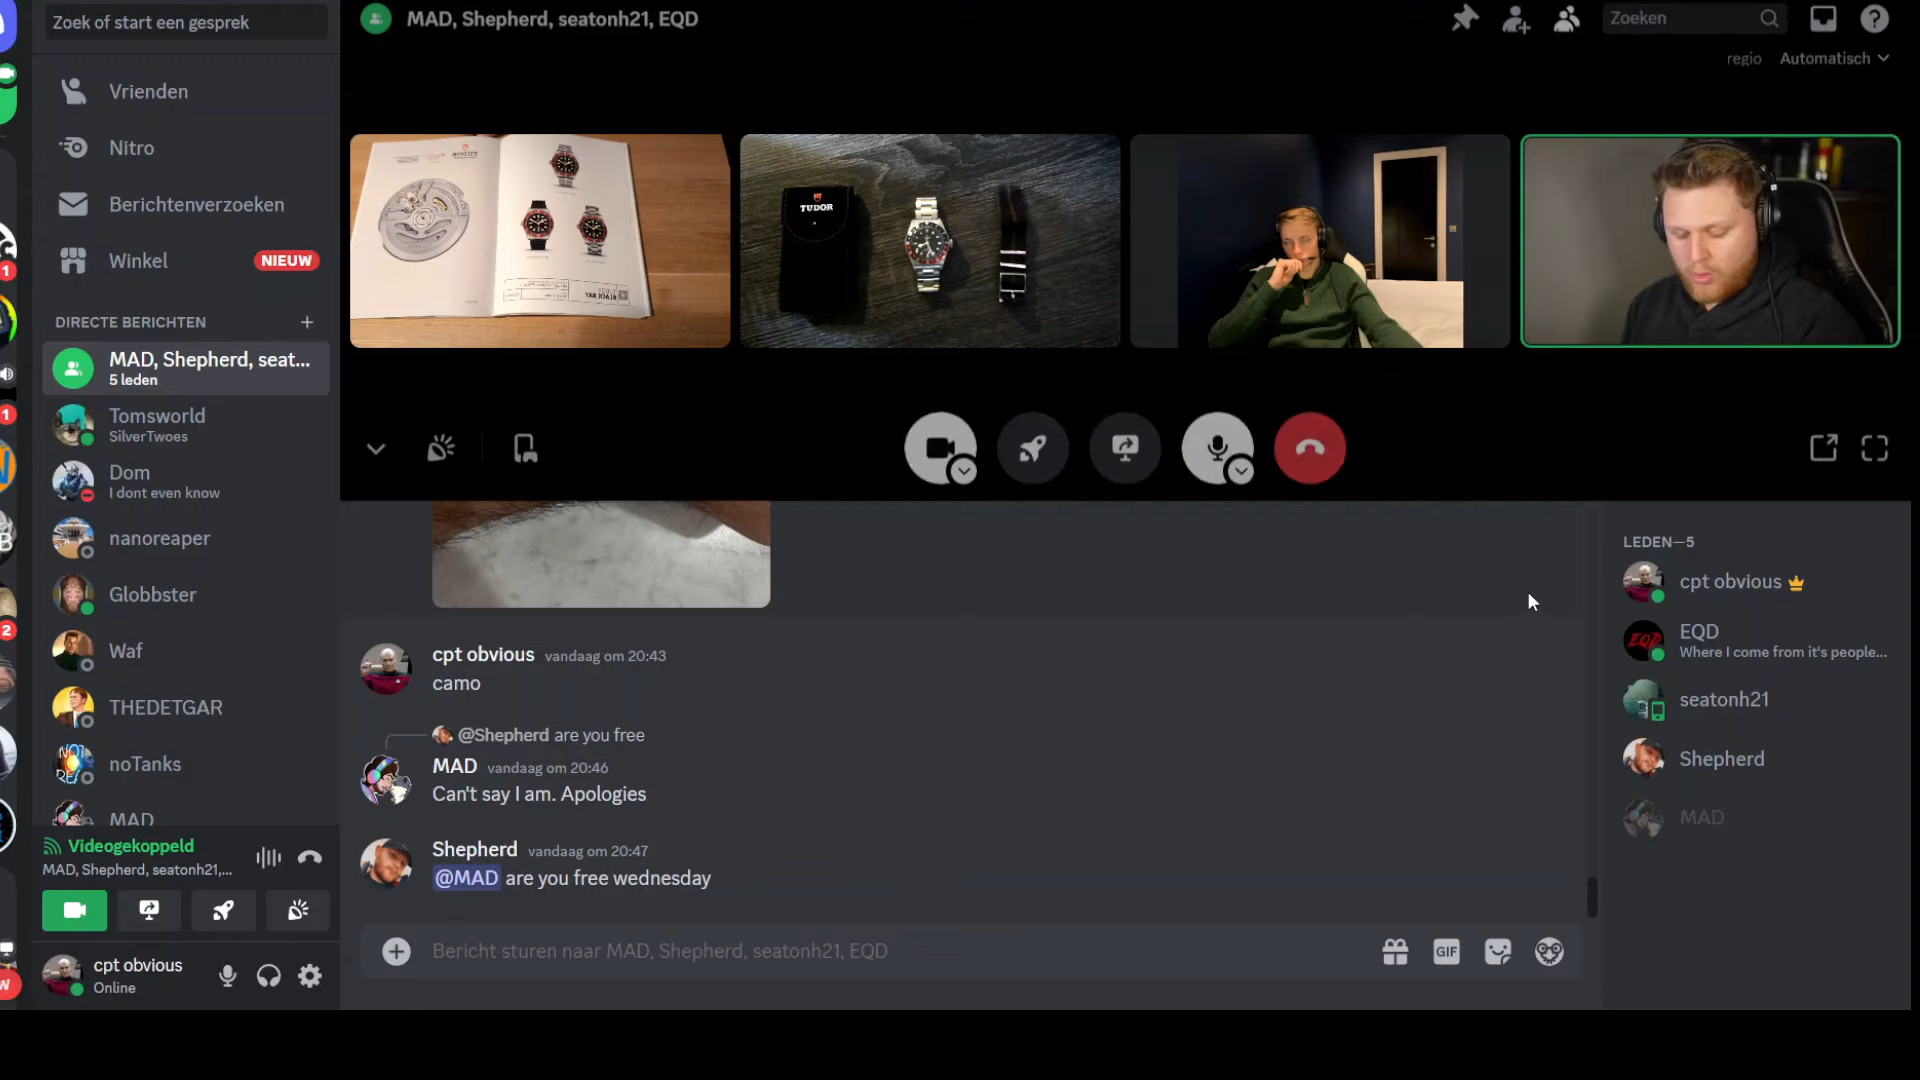 Zoek of start een gesprek
Vrienden
Nitro
Berichtenverzoeken
Winkel
NIEUW
DIRECTE BERICHTEN
MAD, Shepherd, seat...
5 leden
Tomsworld
SilverTwoes
Dom
I dont even know
nanoreaper
Globbster
Waf
THEDETGAR
noTanks
MAD
Videogekoppeld
MAD, Shepherd, seatonh21,...
cpt obvious
Online
1
1
2
MAD, Shepherd, seatonh21, EQD
Zoeken
regio
Automatisch
TUDOR
cpt obvious vandaag om 20:43
camo
@Shepherd are you free
MAD vandaag om 20:46
Can't say I am. Apologies
Shepherd vandaag om 20:47
@MAD are you free wednesday
Bericht sturen naar MAD, Shepherd, seatonh21, EQD
GIF
LEDEN—5
cpt obvious
EQD
EQD
Where I come from it's people...
seatonh21
Shepherd
MAD